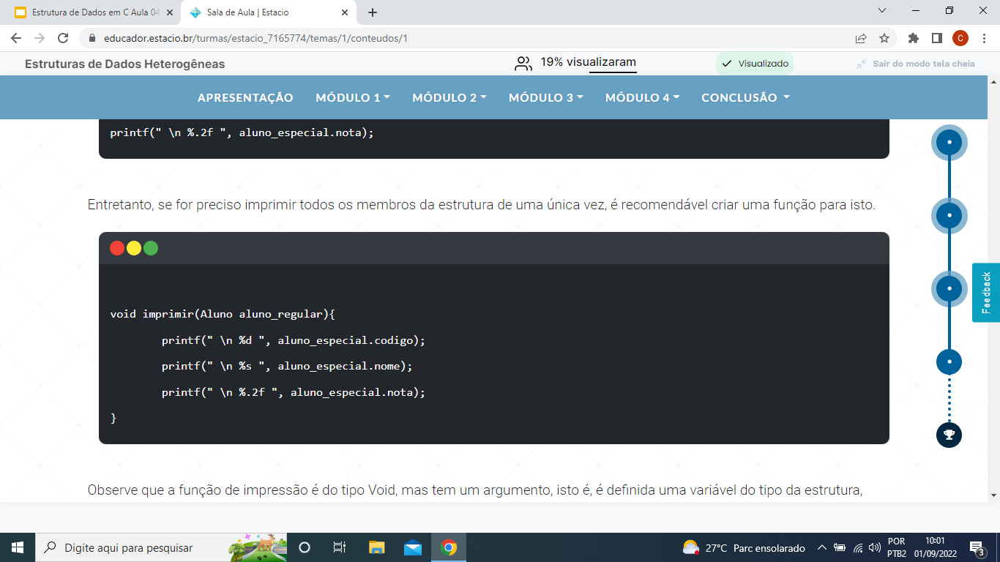 Estrutura de Dados em C Aula 04
Sala de Aula | Estacio
educador.estacio.br/turmas/estacio_7165774/temas/1/conteudos/1
C
Estruturas de Dados Heterogêneas
19% visualizaram
Visualizado
Sair do modo tela cheia
APRESENTAÇÃO MÓDULO 1 MÓDULO 2 MÓDULO 3 MÓDULO 4 CONCLUSÃO
printf(" \n %.2f ", aluno_especial.nota);
Entretanto, se for preciso imprimir todos os membros da estrutura de uma única vez, é recomendável criar uma função para isto.
void imprimir(Aluno aluno_regular){
printf(" \n %d ", aluno_especial.codigo);
printf(" \n %s ", aluno_especial.nome);
printf(" \n %.2f ", aluno_especial.nota);
}
Feedback
Observe que a função de impressão é do tipo Void, mas tem um argumento, isto é, é definida uma variável do tipo da estrutura,
Digite aqui para pesquisar
27°C Parc ensolarado
POR
PTB2
10:01
01/09/2022
3